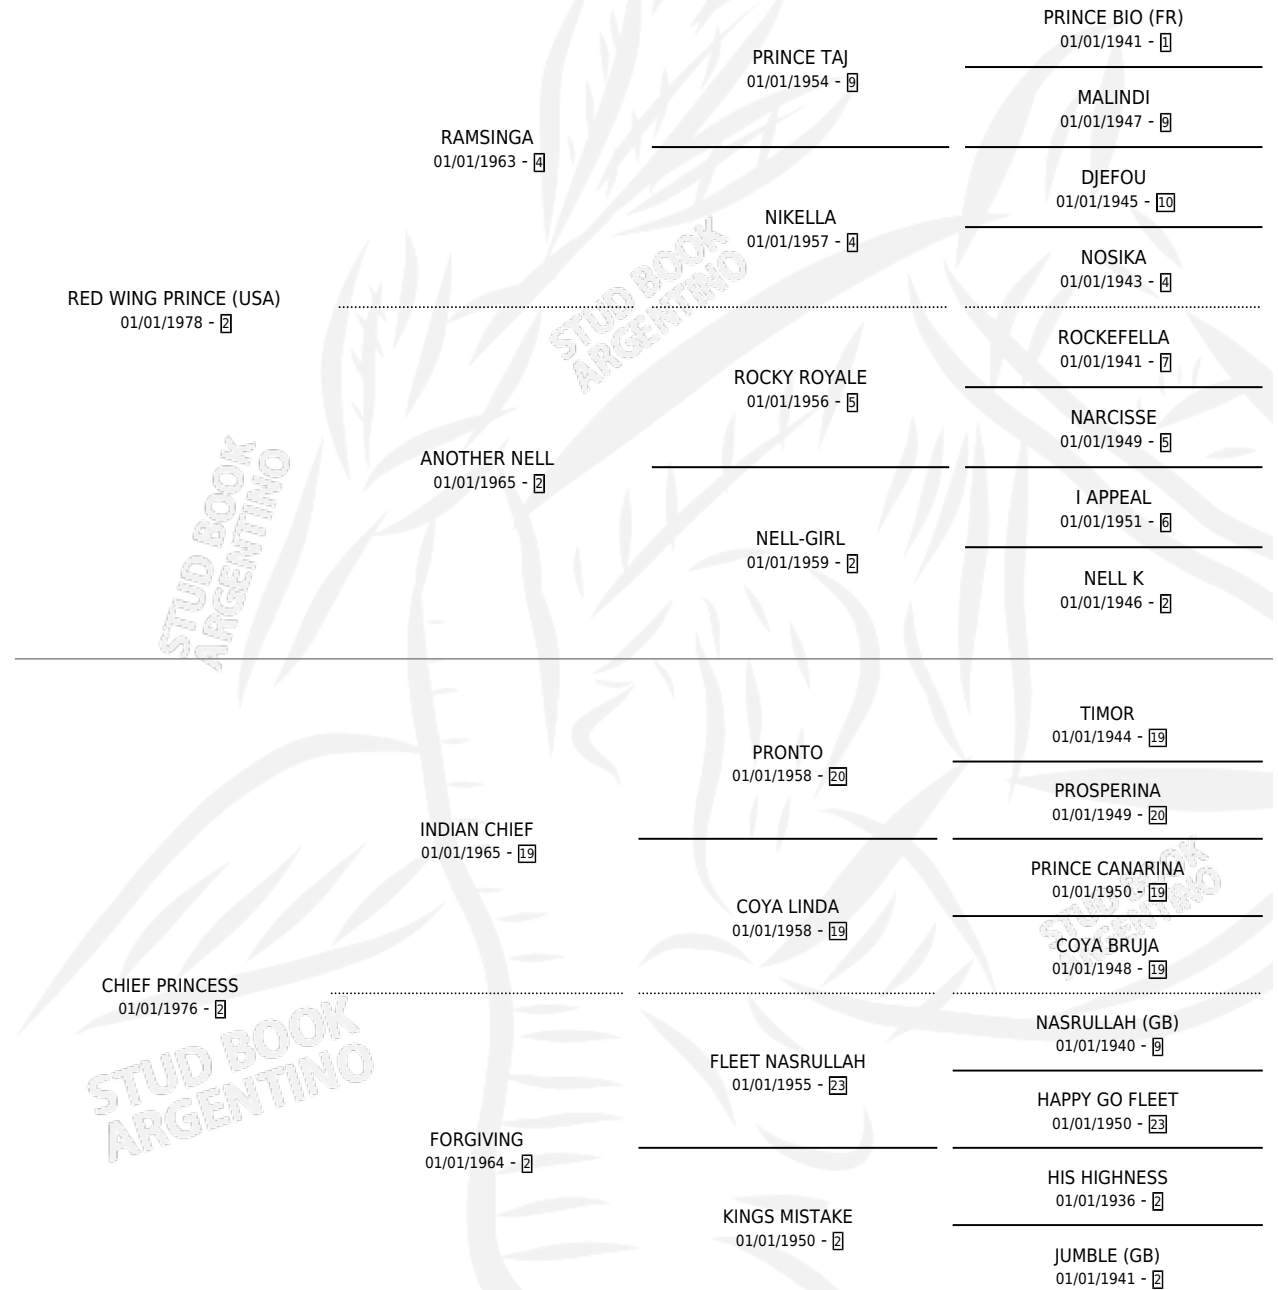 PRINCE BIO (FR)
01/01/1941 - 1
PRINCE TAJ
01/01/1954 - 9
MALINDI
01/01/1947 - 9
RAMSINGA
01/01/1963 - 4
DJEFOU
01/01/1945 - 10
NIKELLA
01/01/1957 - 4
NOSIKA
01/01/1943 - 4
RED WING PRINCE (USA)
01/01/1978 - 2
ROCKEFELLA
01/01/1941 - 7
ROCKY ROYALE
01/01/1956 - 5
NARCISSE
01/01/1949 - 5
ANOTHER NELL
01/01/1965 - 2
I APPEAL
01/01/1951 - 6
NELL-GIRL
01/01/1959 - 2
NELL K
01/01/1946 - 2
STUD BOOK
ARGENTINO
STUD BOOK
ARGENTINO
TIMOR
01/01/1944 - 19
PRONTO
01/01/1958 - 20
PROSPERINA
01/01/1949 - 20
INDIAN CHIEF
01/01/1965 - 19
PRINCE CANARINA
01/01/1950 - 19
COYA LINDA
01/01/1958 - 19
COYA BRUJA
01/01/1948 - 19
STUD BOOK
ARGENTINO
CHIEF PRINCESS
01/01/1976 - 2
NASRULLAH (GB)
01/01/1940 - 9
FLEET NASRULLAH
01/01/1955 - 23
HAPPY GO FLEET
01/01/1950 - 23
STUD BOOK
ARGENTINO
FORGIVING
01/01/1964 - 2
HIS HIGHNESS
01/01/1936 - 2
KINGS MISTAKE
01/01/1950 - 2
JUMBLE (GB)
01/01/1941 - 2